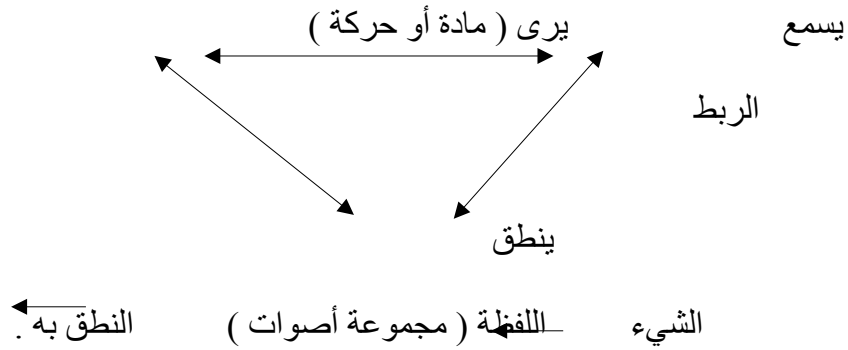 يسمع يرى ( مادة أو حركة )
الربط
ينطق
الشيء اللفظة ( مجموعة أصوات ) النطق به .